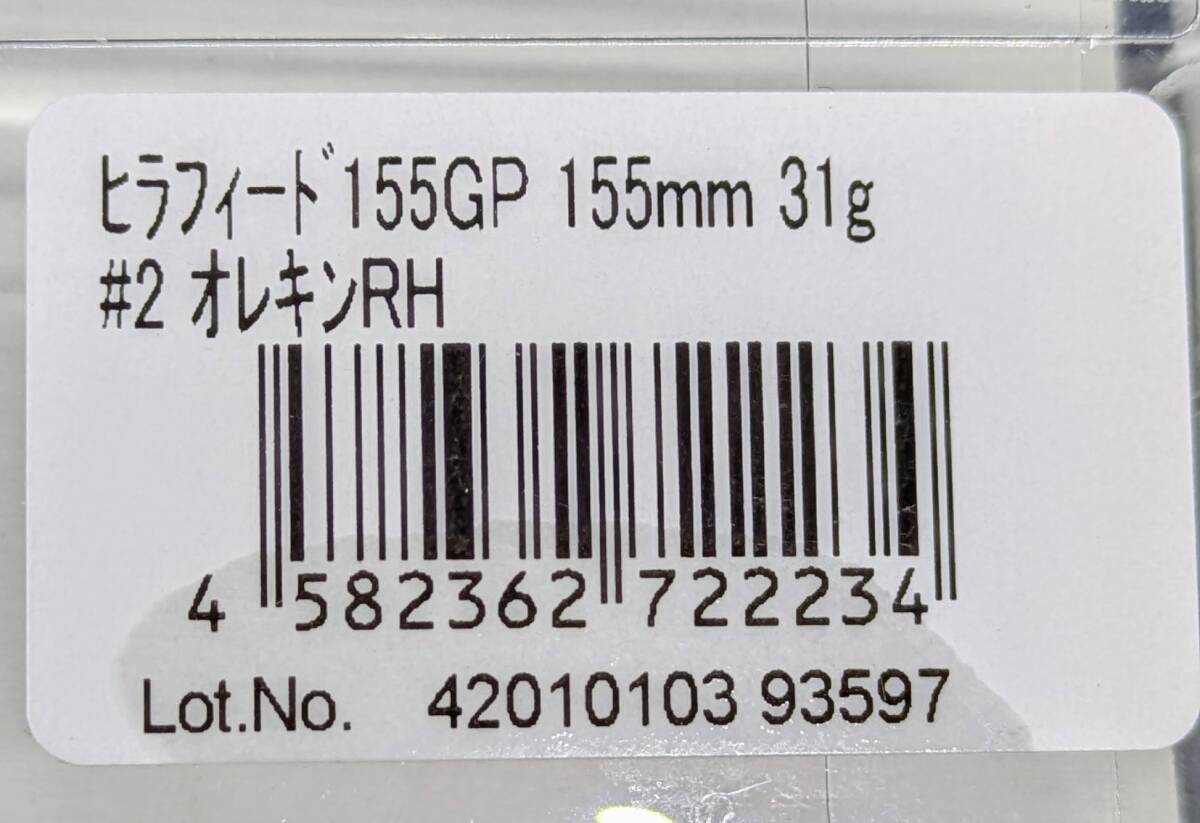 ﾋﾗﾌｨｰﾄﾞ155GP 155mm 31g
#2 ｵﾚｷﾝRH
4 582362 722234
Lot.No. 42010103 93597